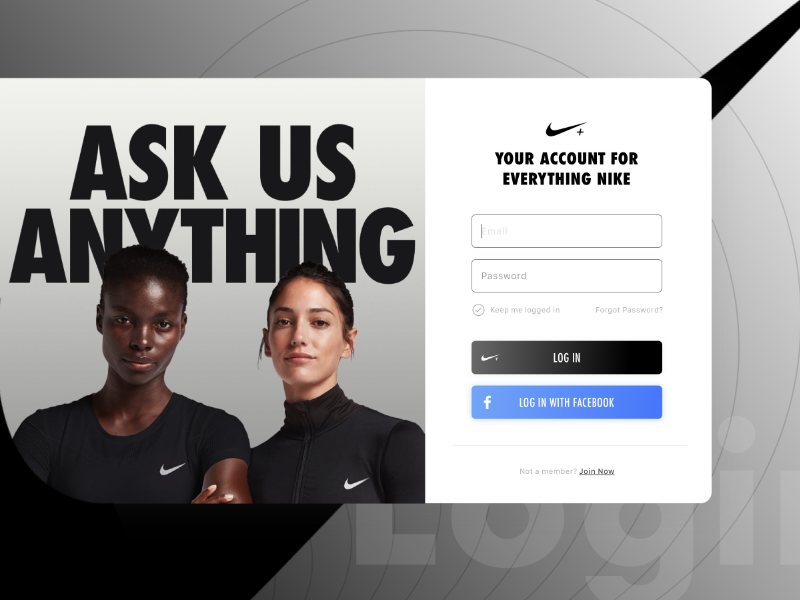 ASK US
ANYTHING
YOUR ACCOUNT FOR
EVERYTHING NIKE
Email
Password
Keep me logged in
Forgot Password?
LOG IN
LOG IN WITH FACEBOOK
Not a member? Join Now
Login